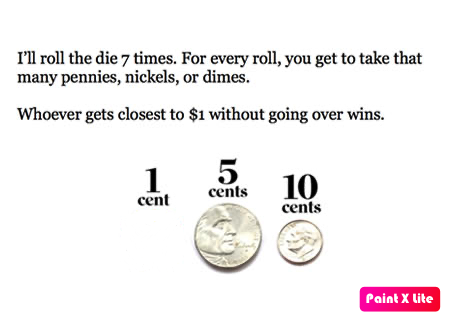 I'll roll the die 7 times. For every roll, you get to take that
many pennies, nickels, or dimes.
Whoever gets closest to $1 without going over wins.
1 5 10
cent cents cents
Paint X Lite